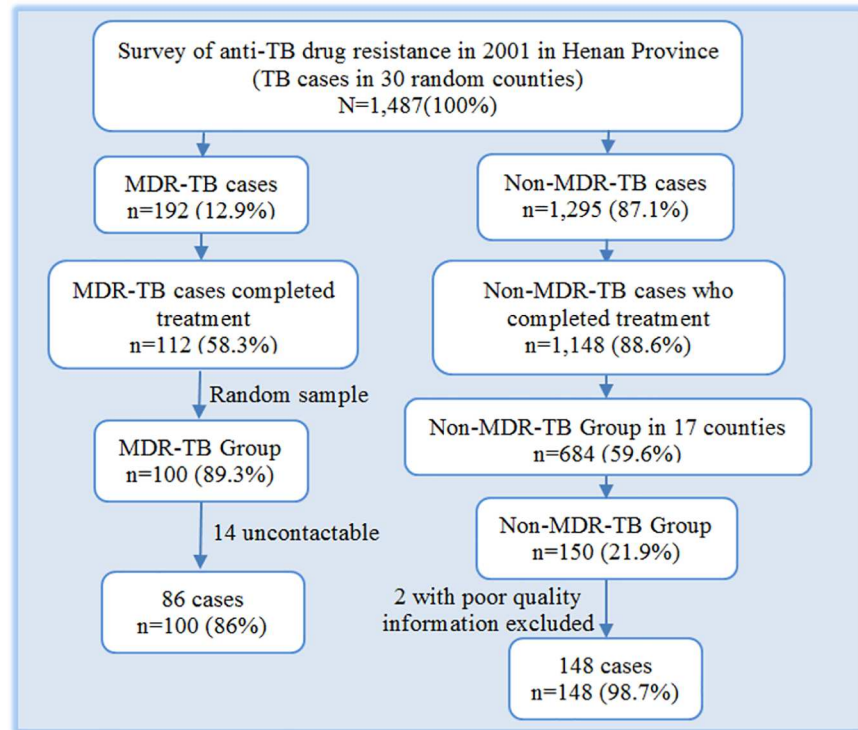 Survey of anti-TB drug resistance in 2001 in Henan Province
(TB cases in 30 random counties)
N=1,487(100%)
MDR-TB cases
n=192 (12.9%)
Non-MDR-TB cases
n=1,295 (87.1%)
MDR-TB cases completed
treatment
n=112 (58.3%)
Non-MDR-TB cases who
completed treatment
n=1,148 (88.6%)
Random sample
MDR-TB Group
n=100 (89.3%)
Non-MDR-TB Group in 17 counties
n=684 (59.6%)
14 uncontactable
Non-MDR-TB Group
n=150 (21.9%)
86 cases
n=100 (86%)
2 with poor quality
information excluded
148 cases
n=148 (98.7%)